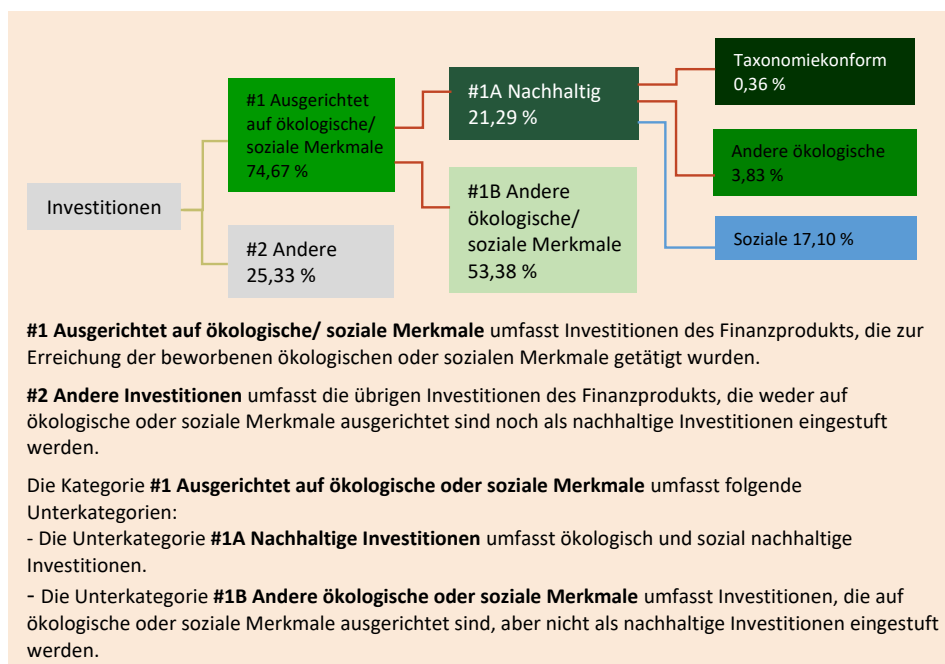 Investitionen
#1 Ausgerichtet
auf ökologische/
soziale Merkmale
74,67 %
#2 Andere
25,33 %
#1A Nachhaltig
21,29 %
#1B Andere
ökologische/
soziale Merkmale
53,38 %
Taxonomiekonform
0,36 %
Andere ökologische
3,83 %
Soziale 17,10 %
#1 Ausgerichtet auf ökologische/ soziale Merkmale umfasst Investitionen des Finanzprodukts, die zur
Erreichung der beworbenen ökologischen oder sozialen Merkmale getätigt wurden.
#2 Andere Investitionen umfasst die übrigen Investitionen des Finanzprodukts, die weder auf
ökologische oder soziale Merkmale ausgerichtet sind noch als nachhaltige Investitionen eingestuft
werden.
Die Kategorie #1 Ausgerichtet auf ökologische oder soziale Merkmale umfasst folgende
Unterkategorien:
- Die Unterkategorie #1A Nachhaltige Investitionen umfasst ökologisch und sozial nachhaltige
Investitionen.
- Die Unterkategorie #1B Andere ökologische oder soziale Merkmale umfasst Investitionen, die auf
ökologische oder soziale Merkmale ausgerichtet sind, aber nicht als nachhaltige Investitionen eingestuft
werden.